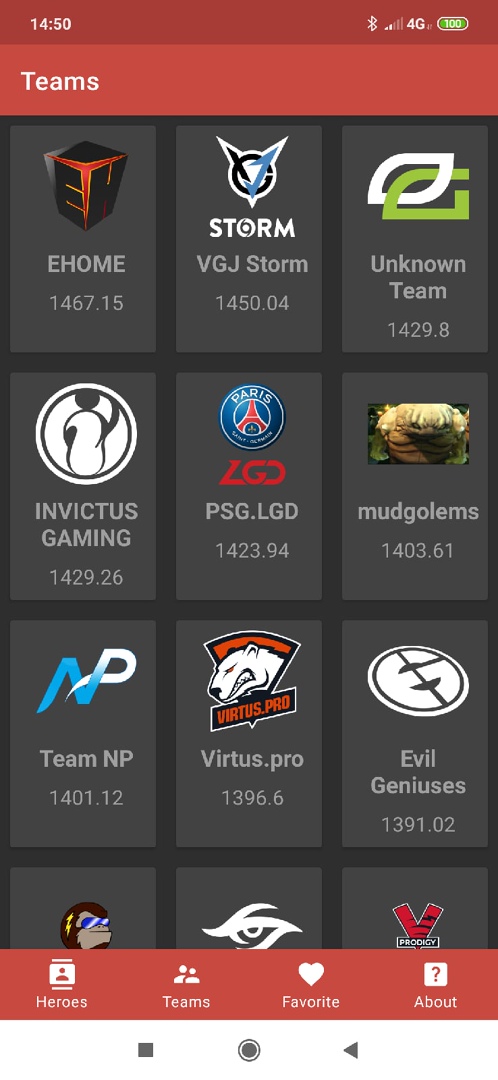 14:50
4G
100
Teams
STORM
EHOME
VGJ Storm
Unknown
Team
1467.15
1450.04
1429.8
PARIS
SAINT-GERMAIN
LGD
INVICTUS
GAMING
PSG.LGD
mudgolems
1429.26
1423.94
1403.61
NP
VIRTUS.PRO
Team NP
Virtus.pro
Evil
Geniuses
1401.12
1396.6
1391.02
PRODIGY
Heroes
Teams
Favorite
About